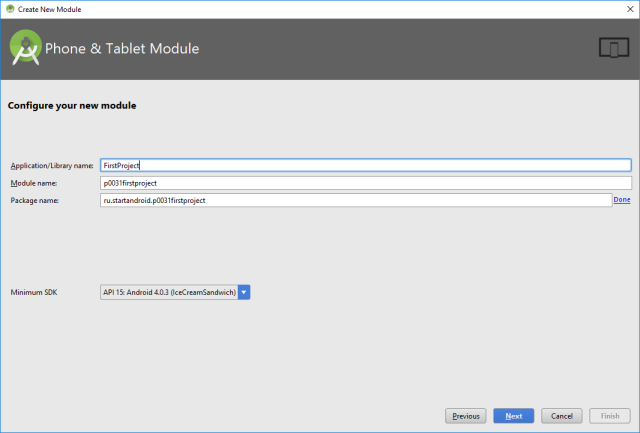 Create New Module
Phone & Tablet Module
Configure your new module
Application/Library name: FirstProject
Module name: p0031firstproject
Package name: ru.startandroid.p0031firstproject Done
Minimum SDK API 15: Android 4.0.3 (IceCreamSandwich)
Previous Next Cancel Finish